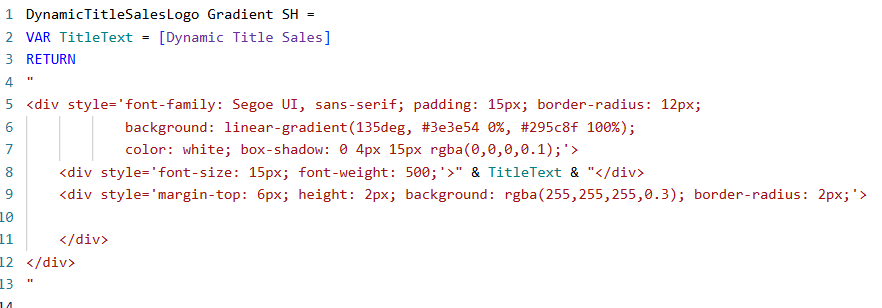 1 DynamicTitleSalesLogo Gradient SH =
2 VAR TitleText = [Dynamic Title Sales]
3 RETURN
4 "
5 <div style='font-family: Segoe UI, sans-serif; padding: 15px; border-radius: 12px;
6 background: linear-gradient(135deg, #3e3e54 0%, #295c8f 100%);
7 color: white; box-shadow: 0 4px 15px rgba(0,0,0,0.1);'>
8 <div style='font-size: 15px; font-weight: 500;'>" & TitleText & "</div>
9 <div style='margin-top: 6px; height: 2px; background: rgba(255,255,255,0.3); border-radius: 2px;'>
10
11 </div>
12 </div>
13 "
14